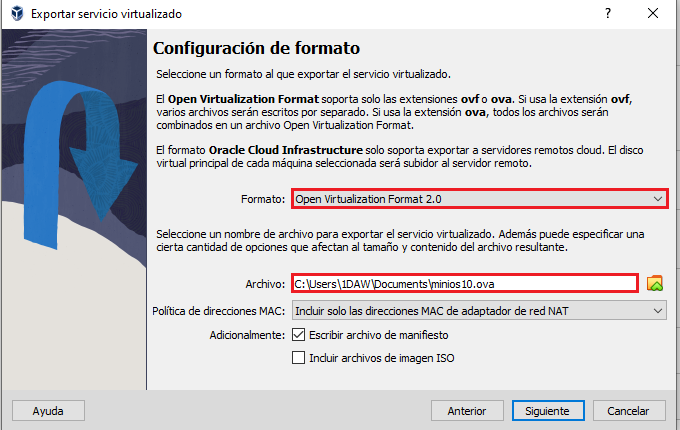 Exportar servicio virtualizado
?
Configuración de formato
Seleccione un formato al que exportar el servicio virtualizado.
El Open Virtualization Format soporta solo las extensiones ovf o ova. Si usa la extensión ovf,
varios archivos serán escritos por separado. Si usa la extensión ova, todos los archivos serán
combinados en un archivo Open Virtualization Format.
El formato Oracle Cloud Infrastructure solo soporta exportar a servidores remotos cloud. El disco
virtual principal de cada máquina seleccionada será subidor al servidor remoto.
Formato: Open Virtualization Format 2.0
Seleccione un nombre de archivo para exportar el servicio virtualizado. Además puede especificar una
cierta cantidad de opciones que afectan al tamaño y contenido del archivo resultante.
Archivo: C:\Users\1DAW\Documents\minios10.ova
Política de direcciones MAC: Incluir solo las direcciones MAC de adaptador de red NAT
Adicionalmente: Escribir archivo de manifiesto
Incluir archivos de imagen ISO
Ayuda Anterior Siguiente Cancelar